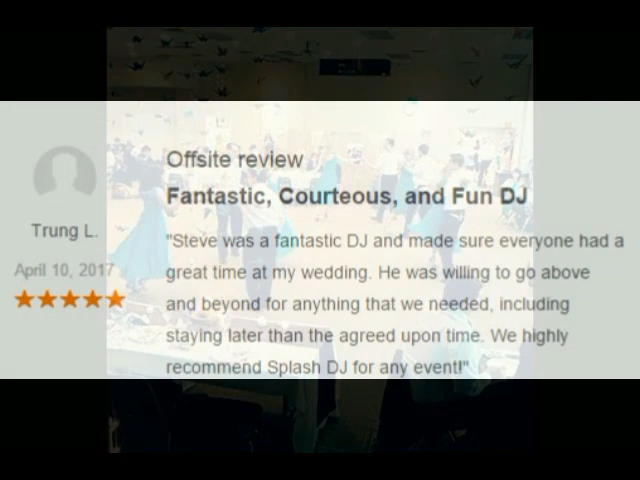 Offsite review
Fantastic, Courteous, and Fun DJ
Trung L.
April 10, 2017
"Steve was a fantastic DJ and made sure everyone had a
great time at my wedding. He was willing to go above
and beyond for anything that we needed, including
staying later than the agreed upon time. We highly
recommend Splash DJ for any event!"